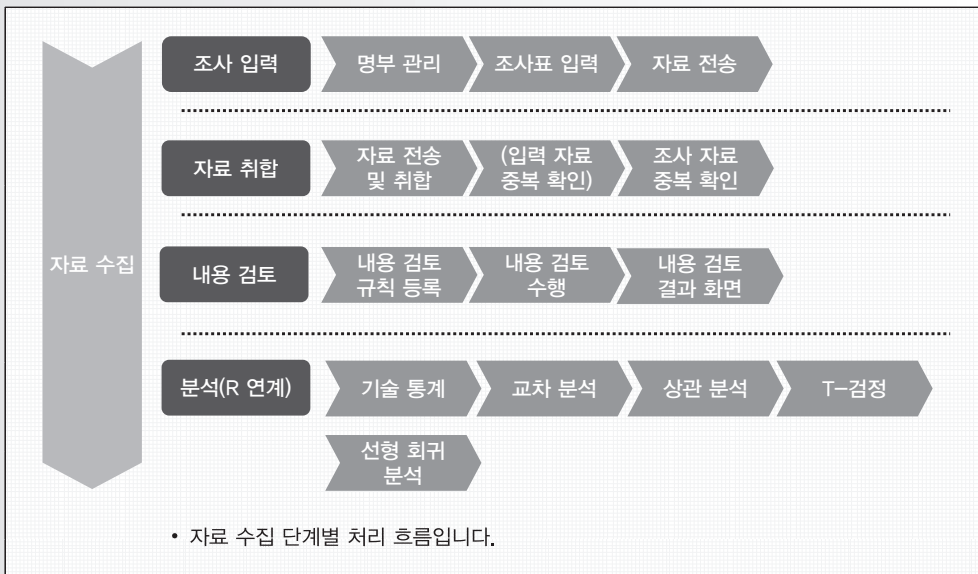 자료 수집
조사 입력
명부 관리
조사표 입력
자료 전송
자료 취합
자료 전송
및 취합
(입력 자료
중복 확인)
조사 자료
중복 확인
내용 검토
내용 검토
규칙 등록
내용 검토
수행
내용 검토
결과 화면
분석(R 연계)
기술 통계
교차 분석
상관 분석
T-검정
선형 회귀
분석
• 자료 수집 단계별 처리 흐름입니다.